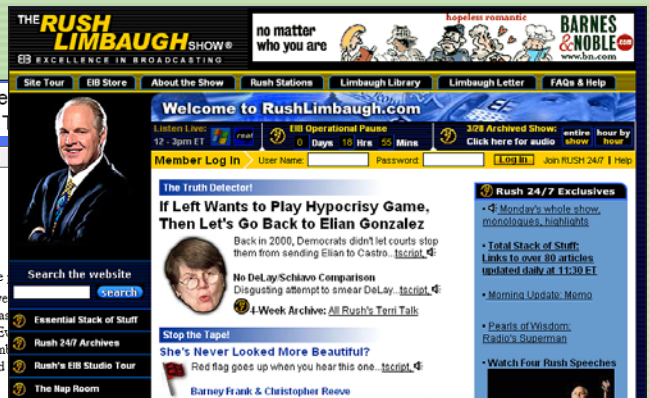 THE RUSH
LIMBAUGH SHOW®
EIB EXCELLENCE IN BROADCASTING
no matter
who you are
hopeless romantic
BARNES
&NOBLE.com
www.bn.com
Site Tour
EIB Store
About the Show
Rush Stations
Limbaugh Library
Limbaugh Letter
FAQs & Help
Welcome to RushLimbaugh.com
Listen Live:
12 - 3pm ET
real
EIB Operational Pause
0 Days 18 Hrs 55 Mins
3/28 Archived Show:
Click here for audio
entire
show
hour by
hour
Member Log In
User Name:
Password:
Log In
Join RUSH 24/7 | Help
The Truth Detector!
If Left Wants to Play Hypocrisy Game,
Then Let's Go Back to Elian Gonzalez
Back in 2000, Democrats didn't let courts stop
them from sending Elian to Castro...tscript,
No DeLay/Schiavo Comparison
Disgusting attempt to smear DeLay...tscript,
4-Week Archive: All Rush's Terri Talk
Stop the Tape!
She's Never Looked More Beautiful?
Red flag goes up when you hear this one...tscript,
Barney Frank & Christopher Reeve
Search the website
search
Essential Stack of Stuff
Rush 24/7 Archives
Rush's EIB Studio Tour
The Nap Room
Rush 24/7 Exclusives
• Monday's whole show,
monologues, highlights
• Total Stack of Stuff:
Links to over 80 articles
updated daily at 11:30 ET
• Morning Update: Memo
• Pearls of Wisdom:
Radio's Superman
• Watch Four Rush Speeches